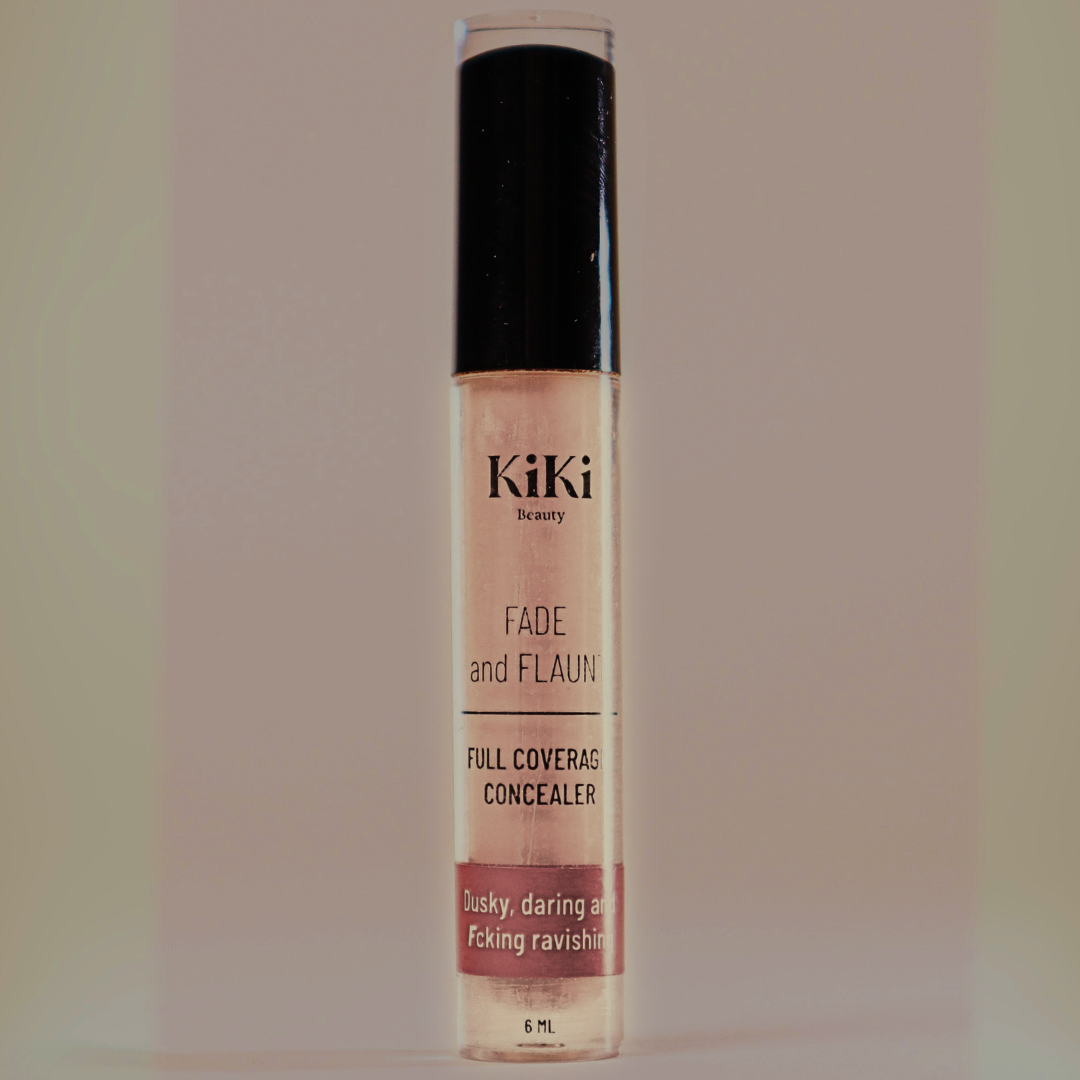 KiKi
Beauty
FADE
and FLAUNT
FULL COVERAGE
CONCEALER
Dusky, daring and
Fcking ravishing
6 ML